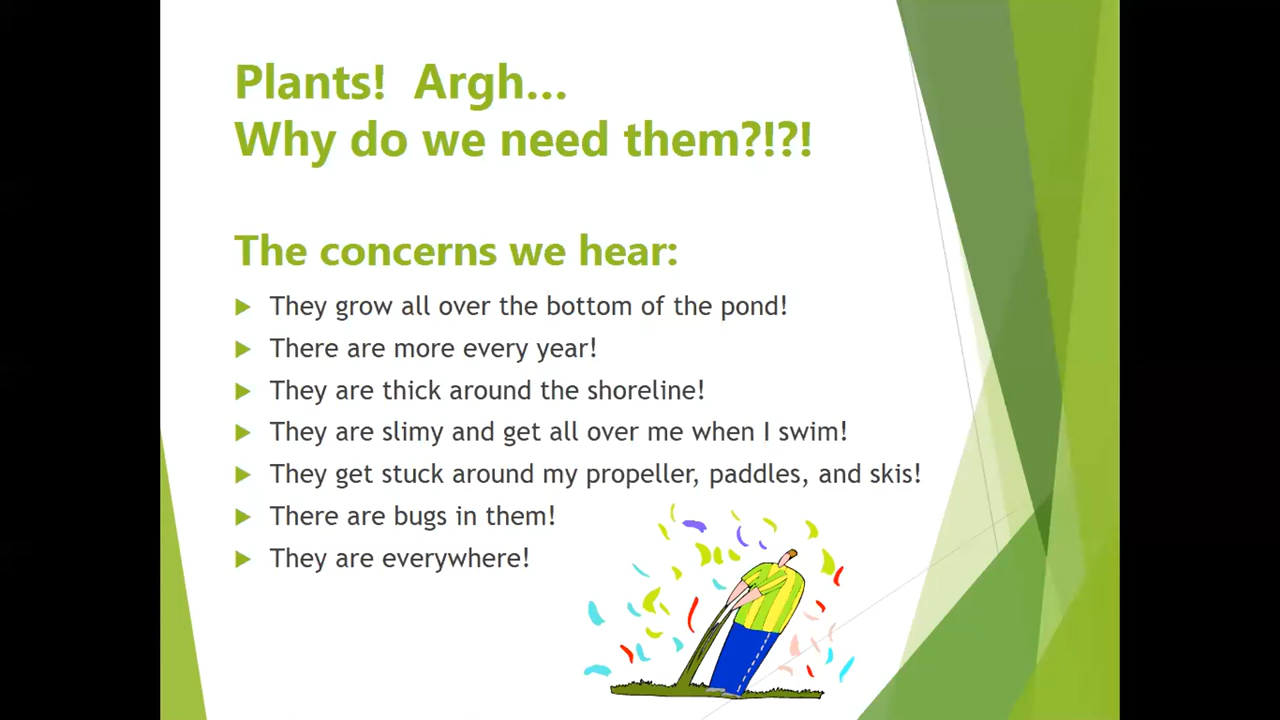 Plants!  Argh...
Why do we need them?!?!
The concerns we hear:
They grow all over the bottom of the pond!
There are more every year!
They are thick around the shoreline!
They are slimy and get all over me when I swim!
They get stuck around my propeller, paddles, and skis!
There are bugs in them!
They are everywhere!